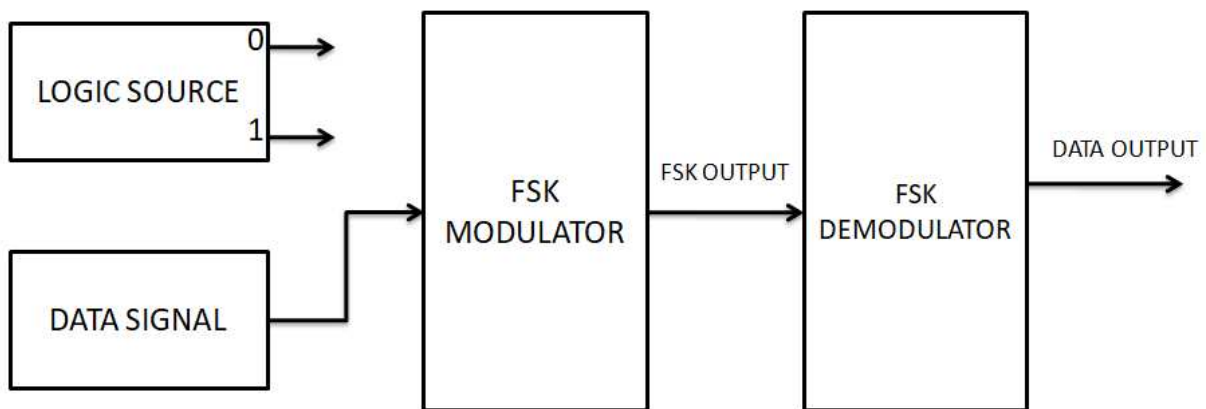 0
LOGIC SOURCE
1
DATA SIGNAL
FSK
MODULATOR
FSK OUTPUT
FSK
DEMODULATOR
DATA OUTPUT